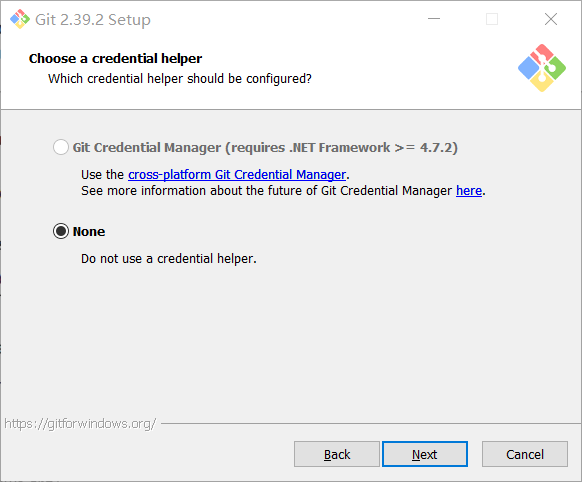 Git 2.39.2 Setup
Choose a credential helper
Which credential helper should be configured?
Git Credential Manager (requires .NET Framework >= 4.7.2)
Use the cross-platform Git Credential Manager.
See more information about the future of Git Credential Manager here.
None
Do not use a credential helper.
https://gitforwindows.org/
Back Next Cancel